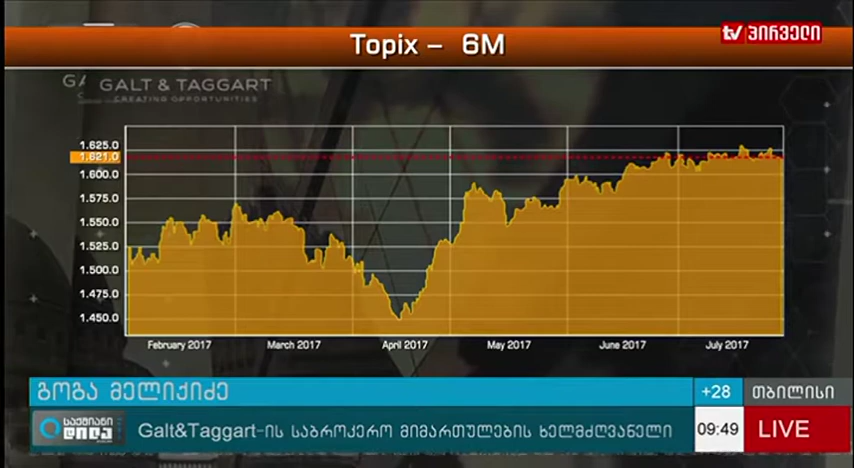 Topix – 6M
tv პირველი
GALT & TAGGART
CREATING OPPORTUNITIES
1.625.0
1.621.0
1.600.0
1.575.0
1.550.0
1.525.0
1.500.0
1.475.0
1.450.0
February 2017 March 2017 April 2017 May 2017 June 2017 July 2017
გოგა მელიქიძე +28 თბილისი
საქმიანი
დილა
Galt&Taggart-ის საბროკერო მიმართულების ხელმძღვანელი 09:49 LIVE